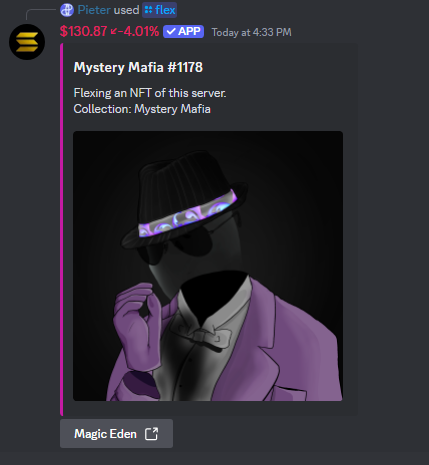 Pieter used flex
$130.87 ↙-4.01% ✓ APP Today at 4:33 PM
Mystery Mafia #1178
Flexing an NFT of this server.
Collection: Mystery Mafia
Magic Eden